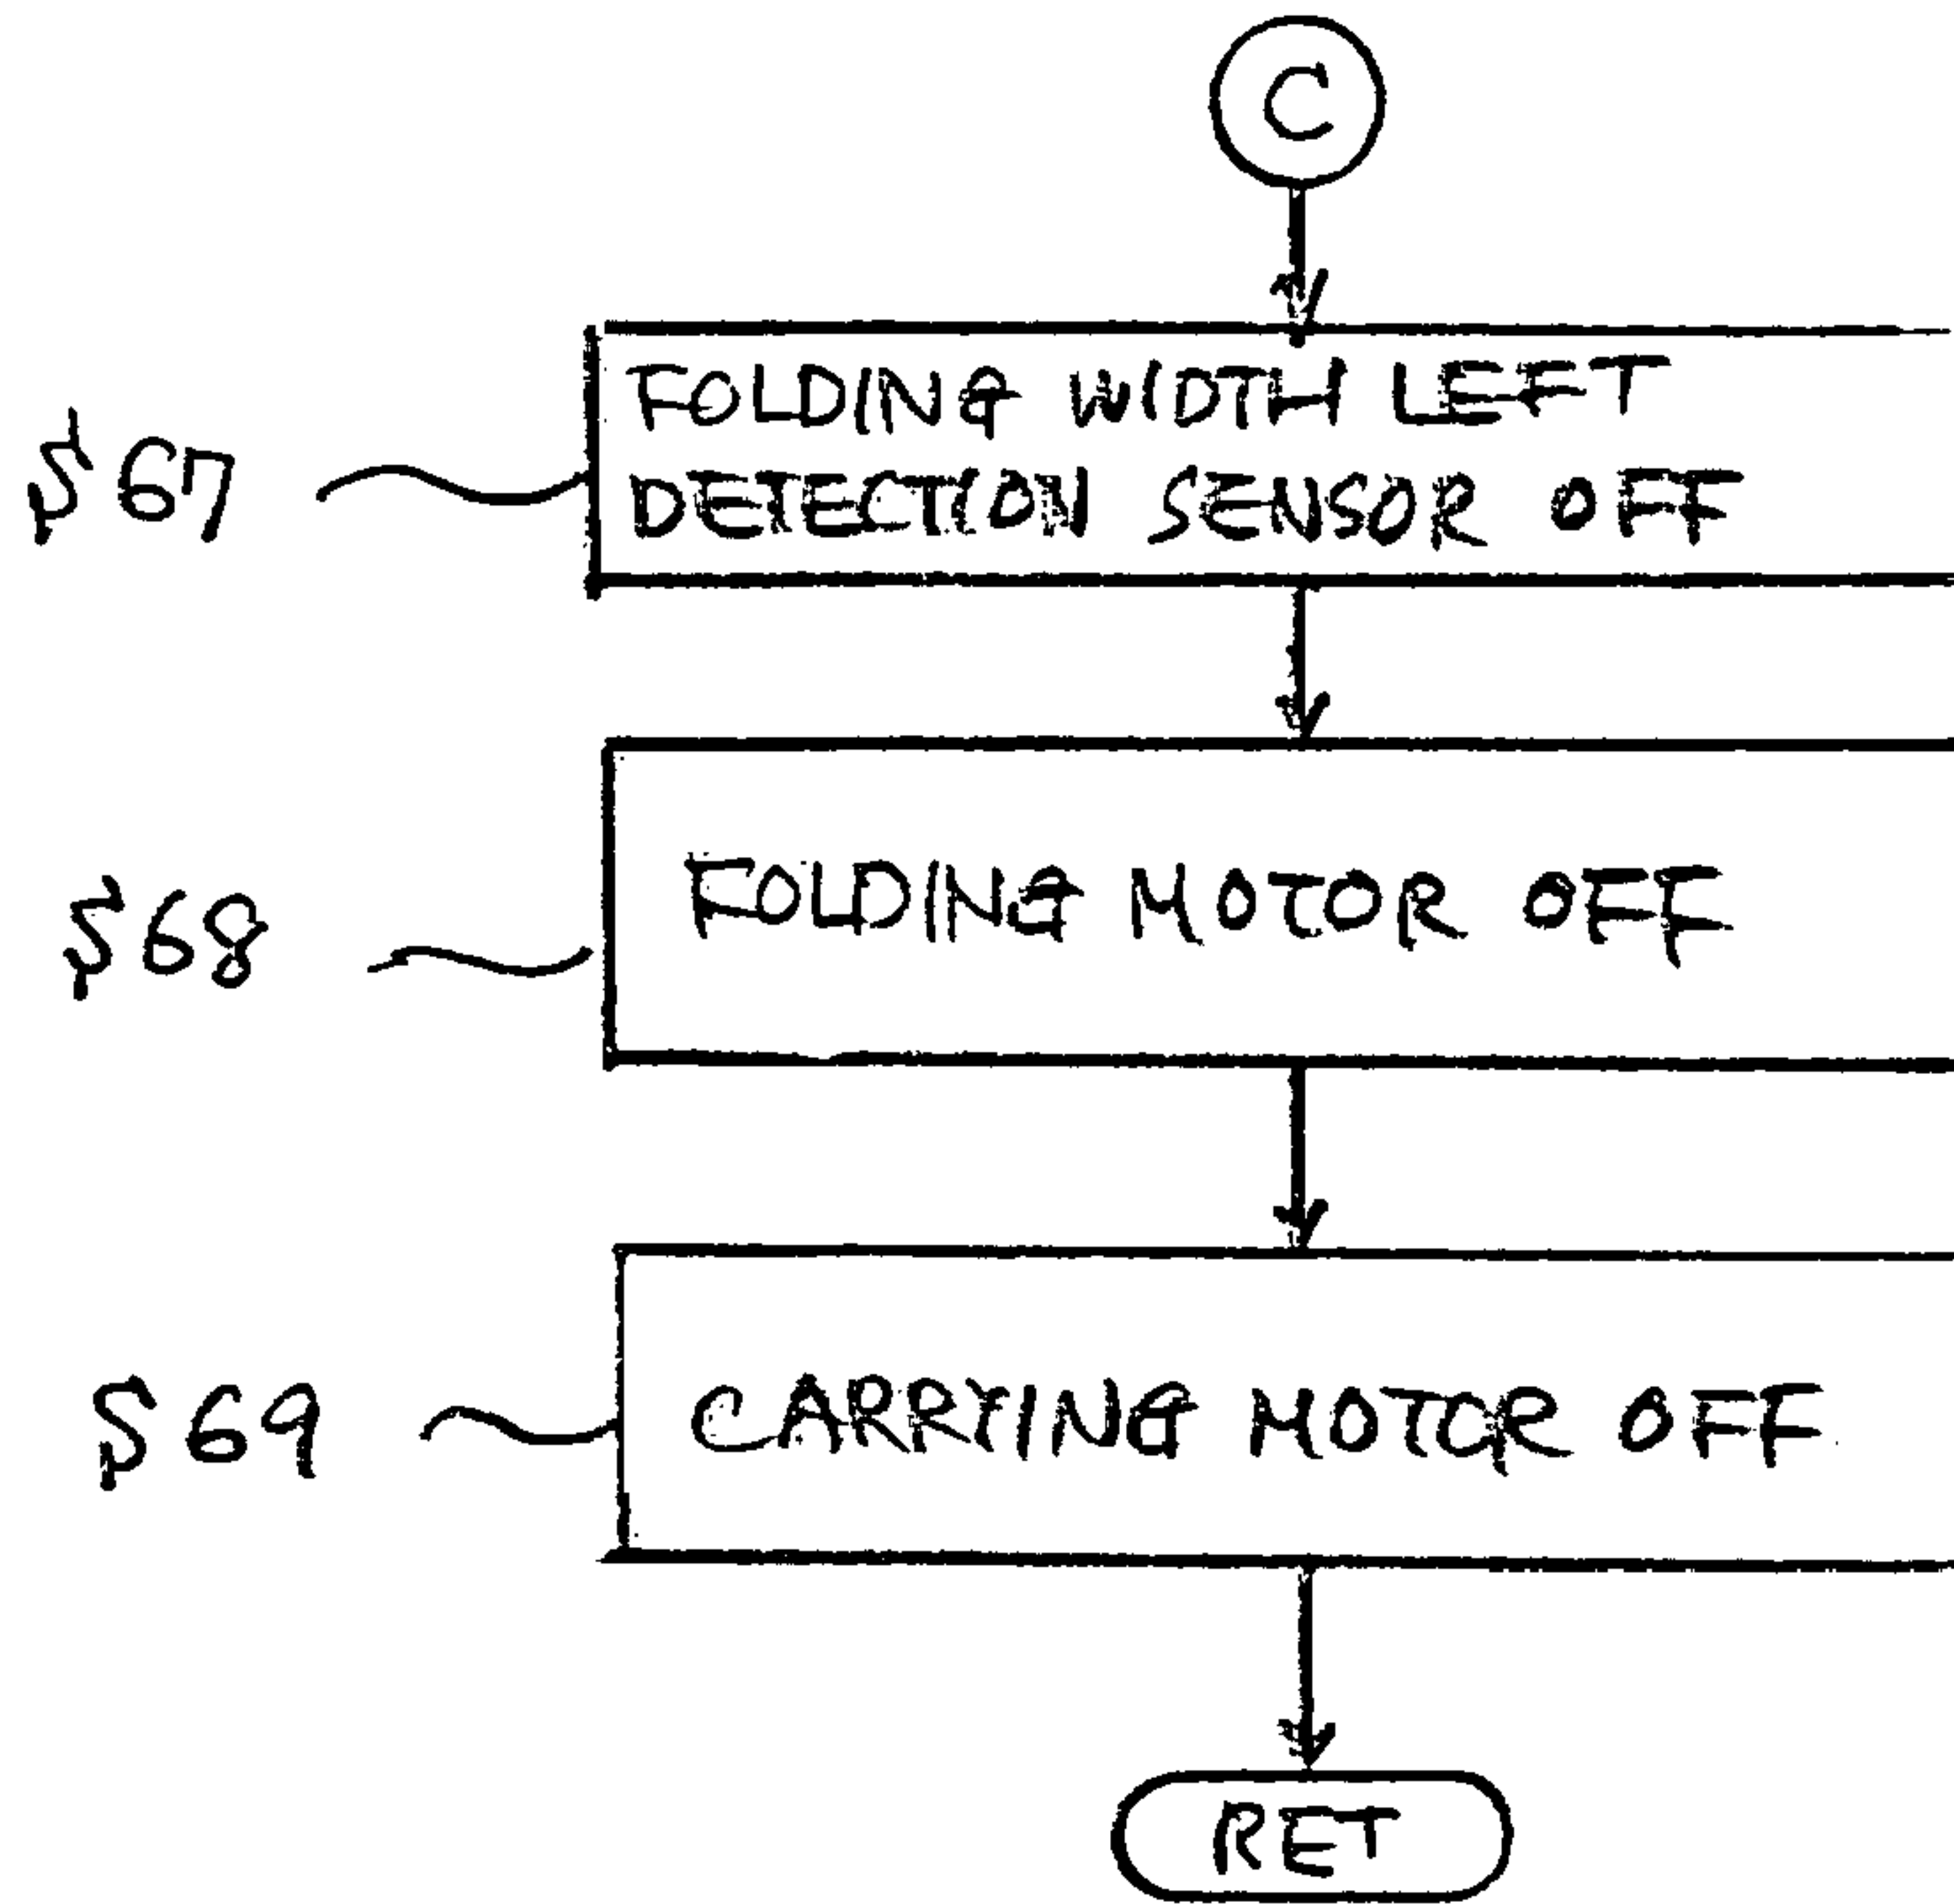 C
S67
FOLDING WIDTH LEFT
DETECTION SENSOR OFF
S68
FOLDING MOTOR OFF
S69
CARRYING MOTOR OFF
RET